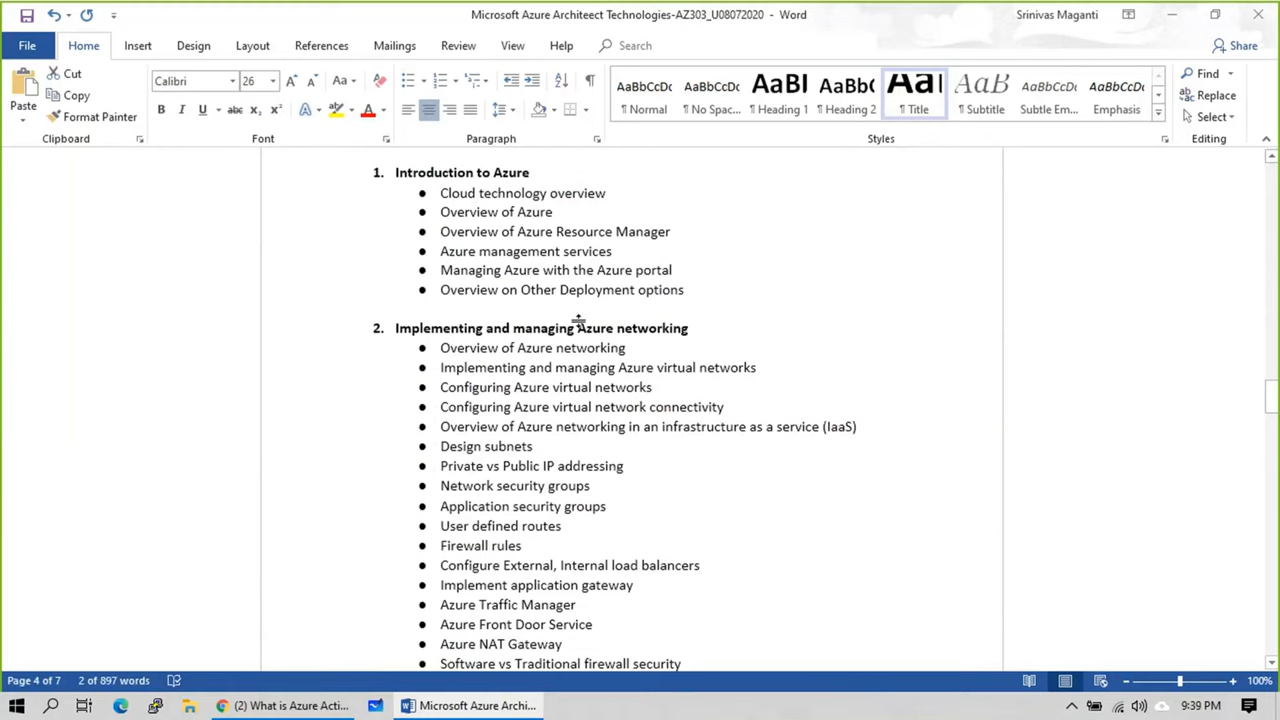 Microsoft Azure Architeect Technologies-AZ303_U08072020 - Word
Srinivas Maganti
File Home Insert Design Layout References Mailings Review View Help Search Share
Paste
Cut
Copy
Format Painter
Calibri 26
Find
Replace
Select
AaBbCcDc ¶ Normal
AaBbCcDc ¶ No Spac...
AaBl ¶ Heading 1
AaBbC ¶ Heading 2
AaI ¶ Title
AaB ¶ Subtitle
AaBbCcDc Subtle Em...
AaBbCcDc Emphasis
Clipboard Font Paragraph Styles Editing
1. Introduction to Azure
● Cloud technology overview
● Overview of Azure
● Overview of Azure Resource Manager
● Azure management services
● Managing Azure with the Azure portal
● Overview on Other Deployment options
2. Implementing and managing Azure networking
● Overview of Azure networking
● Implementing and managing Azure virtual networks
● Configuring Azure virtual networks
● Configuring Azure virtual network connectivity
● Overview of Azure networking in an infrastructure as a service (IaaS)
● Design subnets
● Private vs Public IP addressing
● Network security groups
● Application security groups
● User defined routes
● Firewall rules
● Configure External, Internal load balancers
● Implement application gateway
● Azure Traffic Manager
● Azure Front Door Service
● Azure NAT Gateway
● Software vs Traditional firewall security
Page 4 of 7 2 of 897 words 100%
(2) What is Azure Acti... Microsoft Azure Archi... 9:39 PM